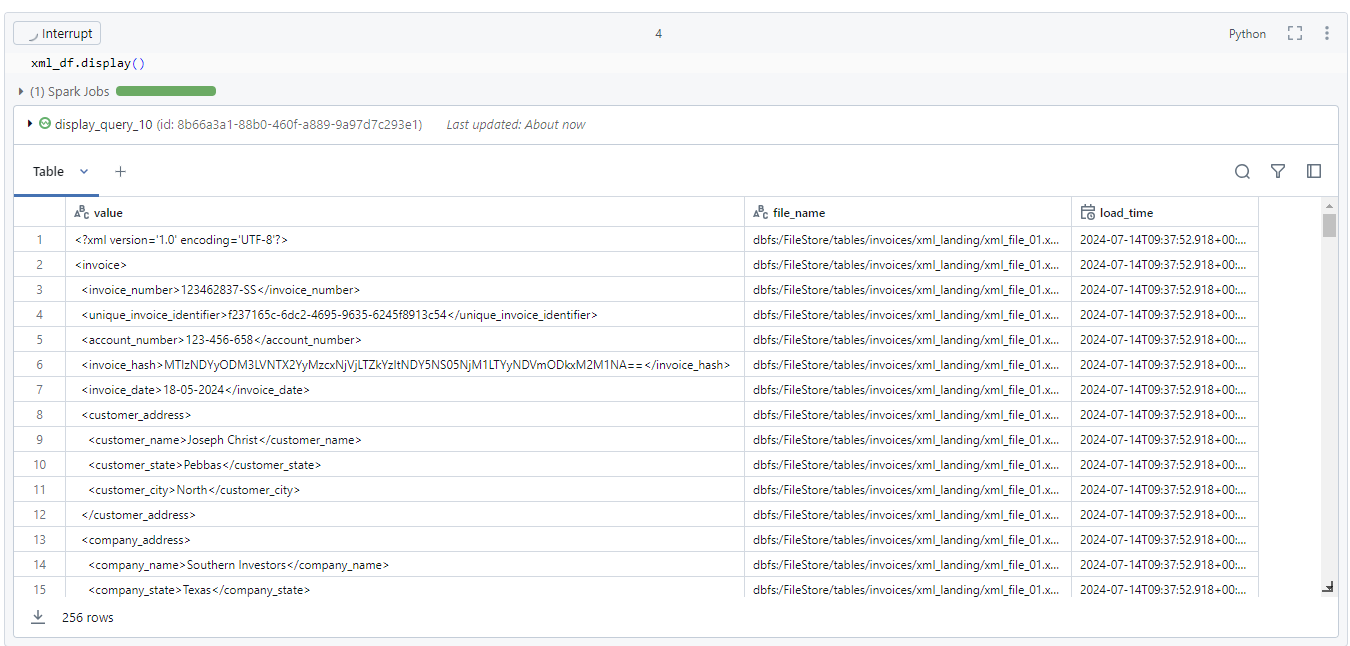 Interrupt 4 Python
xml_df.display()
(1) Spark Jobs
display_query_10 (id: 8b66a3a1-88b0-460f-a889-9a97d7c293e1) Last updated: About now
Table +
value file_name load_time
1 <?xml version='1.0' encoding='UTF-8'?> dbfs:/FileStore/tables/invoices/xml_landing/xml_file_01.x... 2024-07-14T09:37:52.918+00:...
2 <invoice> dbfs:/FileStore/tables/invoices/xml_landing/xml_file_01.x... 2024-07-14T09:37:52.918+00:...
3 <invoice_number>123462837-SS</invoice_number> dbfs:/FileStore/tables/invoices/xml_landing/xml_file_01.x... 2024-07-14T09:37:52.918+00:...
4 <unique_invoice_identifier>f237165c-6dc2-4695-9635-6245f8913c54</unique_invoice_identifier> dbfs:/FileStore/tables/invoices/xml_landing/xml_file_01.x... 2024-07-14T09:37:52.918+00:...
5 <account_number>123-456-658</account_number> dbfs:/FileStore/tables/invoices/xml_landing/xml_file_01.x... 2024-07-14T09:37:52.918+00:...
6 <invoice_hash>MTIzNDYyODM3LVNTX2YyMzcxNjVjLTZkYzItNDY5NS05NjM1LTYyNDVmODkxM2M1NA==</invoice_hash> dbfs:/FileStore/tables/invoices/xml_landing/xml_file_01.x... 2024-07-14T09:37:52.918+00:...
7 <invoice_date>18-05-2024</invoice_date> dbfs:/FileStore/tables/invoices/xml_landing/xml_file_01.x... 2024-07-14T09:37:52.918+00:...
8 <customer_address> dbfs:/FileStore/tables/invoices/xml_landing/xml_file_01.x... 2024-07-14T09:37:52.918+00:...
9 <customer_name>Joseph Christ</customer_name> dbfs:/FileStore/tables/invoices/xml_landing/xml_file_01.x... 2024-07-14T09:37:52.918+00:...
10 <customer_state>Pebbas</customer_state> dbfs:/FileStore/tables/invoices/xml_landing/xml_file_01.x... 2024-07-14T09:37:52.918+00:...
11 <customer_city>North</customer_city> dbfs:/FileStore/tables/invoices/xml_landing/xml_file_01.x... 2024-07-14T09:37:52.918+00:...
12 </customer_address> dbfs:/FileStore/tables/invoices/xml_landing/xml_file_01.x... 2024-07-14T09:37:52.918+00:...
13 <company_address> dbfs:/FileStore/tables/invoices/xml_landing/xml_file_01.x... 2024-07-14T09:37:52.918+00:...
14 <company_name>Southern Investors</company_name> dbfs:/FileStore/tables/invoices/xml_landing/xml_file_01.x... 2024-07-14T09:37:52.918+00:...
15 <company_state>Texas</company_state> dbfs:/FileStore/tables/invoices/xml_landing/xml_file_01.x... 2024-07-14T09:37:52.918+00:...
256 rows